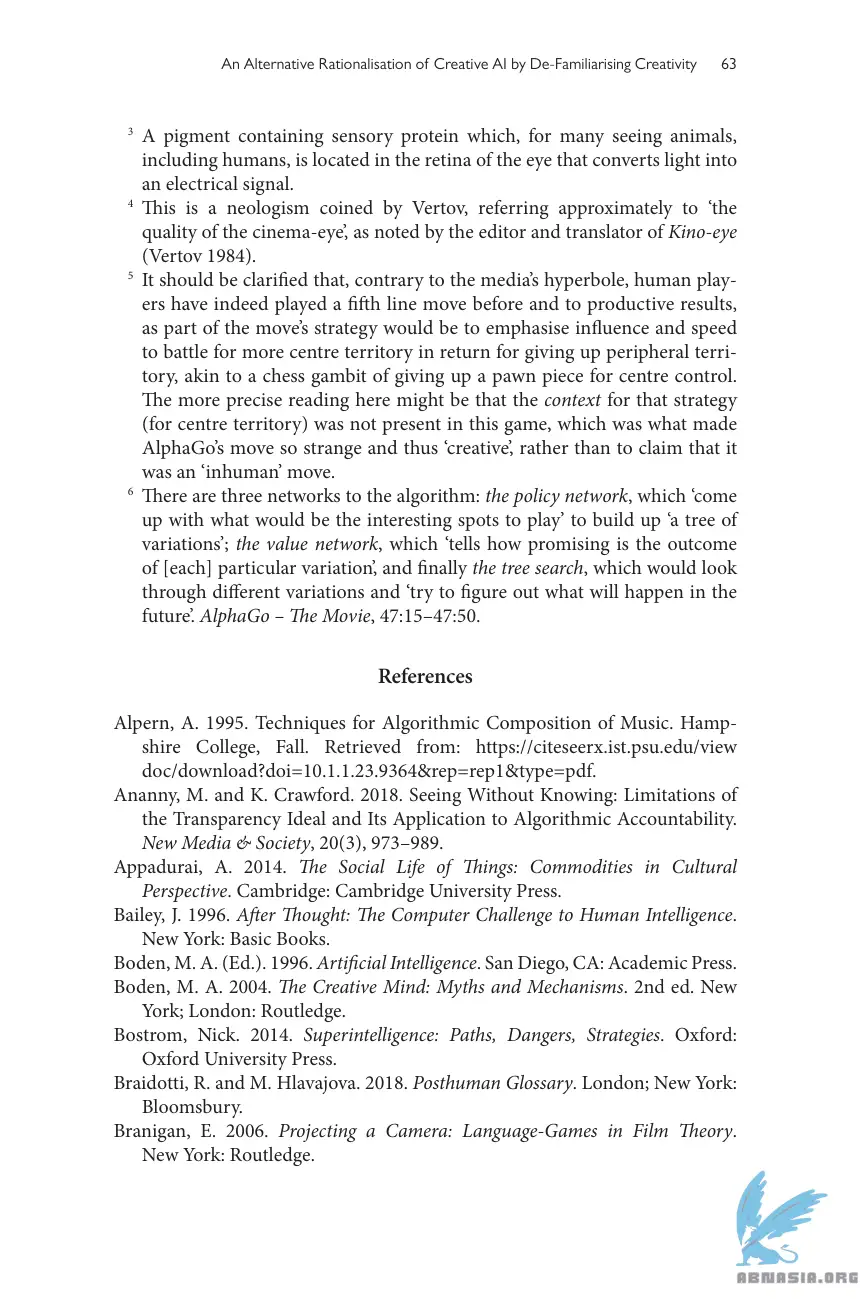 An Alternative Rationalisation of Creative AI by De-Familiarising Creativity 63
3 A pigment containing sensory protein which, for many seeing animals,
including humans, is located in the retina of the eye that converts light into
an electrical signal.
4 This is a neologism coined by Vertov, referring approximately to ‘the
quality of the cinema-eye’, as noted by the editor and translator of Kino-eye
(Vertov 1984).
5 It should be clarified that, contrary to the media’s hyperbole, human play-
ers have indeed played a fifth line move before and to productive results,
as part of the move’s strategy would be to emphasise influence and speed
to battle for more centre territory in return for giving up peripheral terri-
tory, akin to a chess gambit of giving up a pawn piece for centre control.
The more precise reading here might be that the context for that strategy
(for centre territory) was not present in this game, which was what made
AlphaGo’s move so strange and thus ‘creative’, rather than to claim that it
was an ‘inhuman’ move.
6 There are three networks to the algorithm: the policy network, which ‘come
up with what would be the interesting spots to play’ to build up ‘a tree of
variations’; the value network, which ‘tells how promising is the outcome
of [each] particular variation’, and finally the tree search, which would look
through different variations and ‘try to figure out what will happen in the
future’. AlphaGo – The Movie, 47:15–47:50.
References
Alpern, A. 1995. Techniques for Algorithmic Composition of Music. Hamp-
shire College, Fall. Retrieved from: https://citeseerx.ist.psu.edu/view
doc/download?doi=10.1.1.23.9364&rep=rep1&type=pdf.
Ananny, M. and K. Crawford. 2018. Seeing Without Knowing: Limitations of
the Transparency Ideal and Its Application to Algorithmic Accountability.
New Media & Society, 20(3), 973–989.
Appadurai, A. 2014. The Social Life of Things: Commodities in Cultural
Perspective. Cambridge: Cambridge University Press.
Bailey, J. 1996. After Thought: The Computer Challenge to Human Intelligence.
New York: Basic Books.
Boden, M. A. (Ed.). 1996. Artificial Intelligence. San Diego, CA: Academic Press.
Boden, M. A. 2004. The Creative Mind: Myths and Mechanisms. 2nd ed. New
York; London: Routledge.
Bostrom, Nick. 2014. Superintelligence: Paths, Dangers, Strategies. Oxford:
Oxford University Press.
Braidotti, R. and M. Hlavajova. 2018. Posthuman Glossary. London; New York:
Bloomsbury.
Branigan, E. 2006. Projecting a Camera: Language-Games in Film Theory.
New York: Routledge.
ABNASIA.ORG